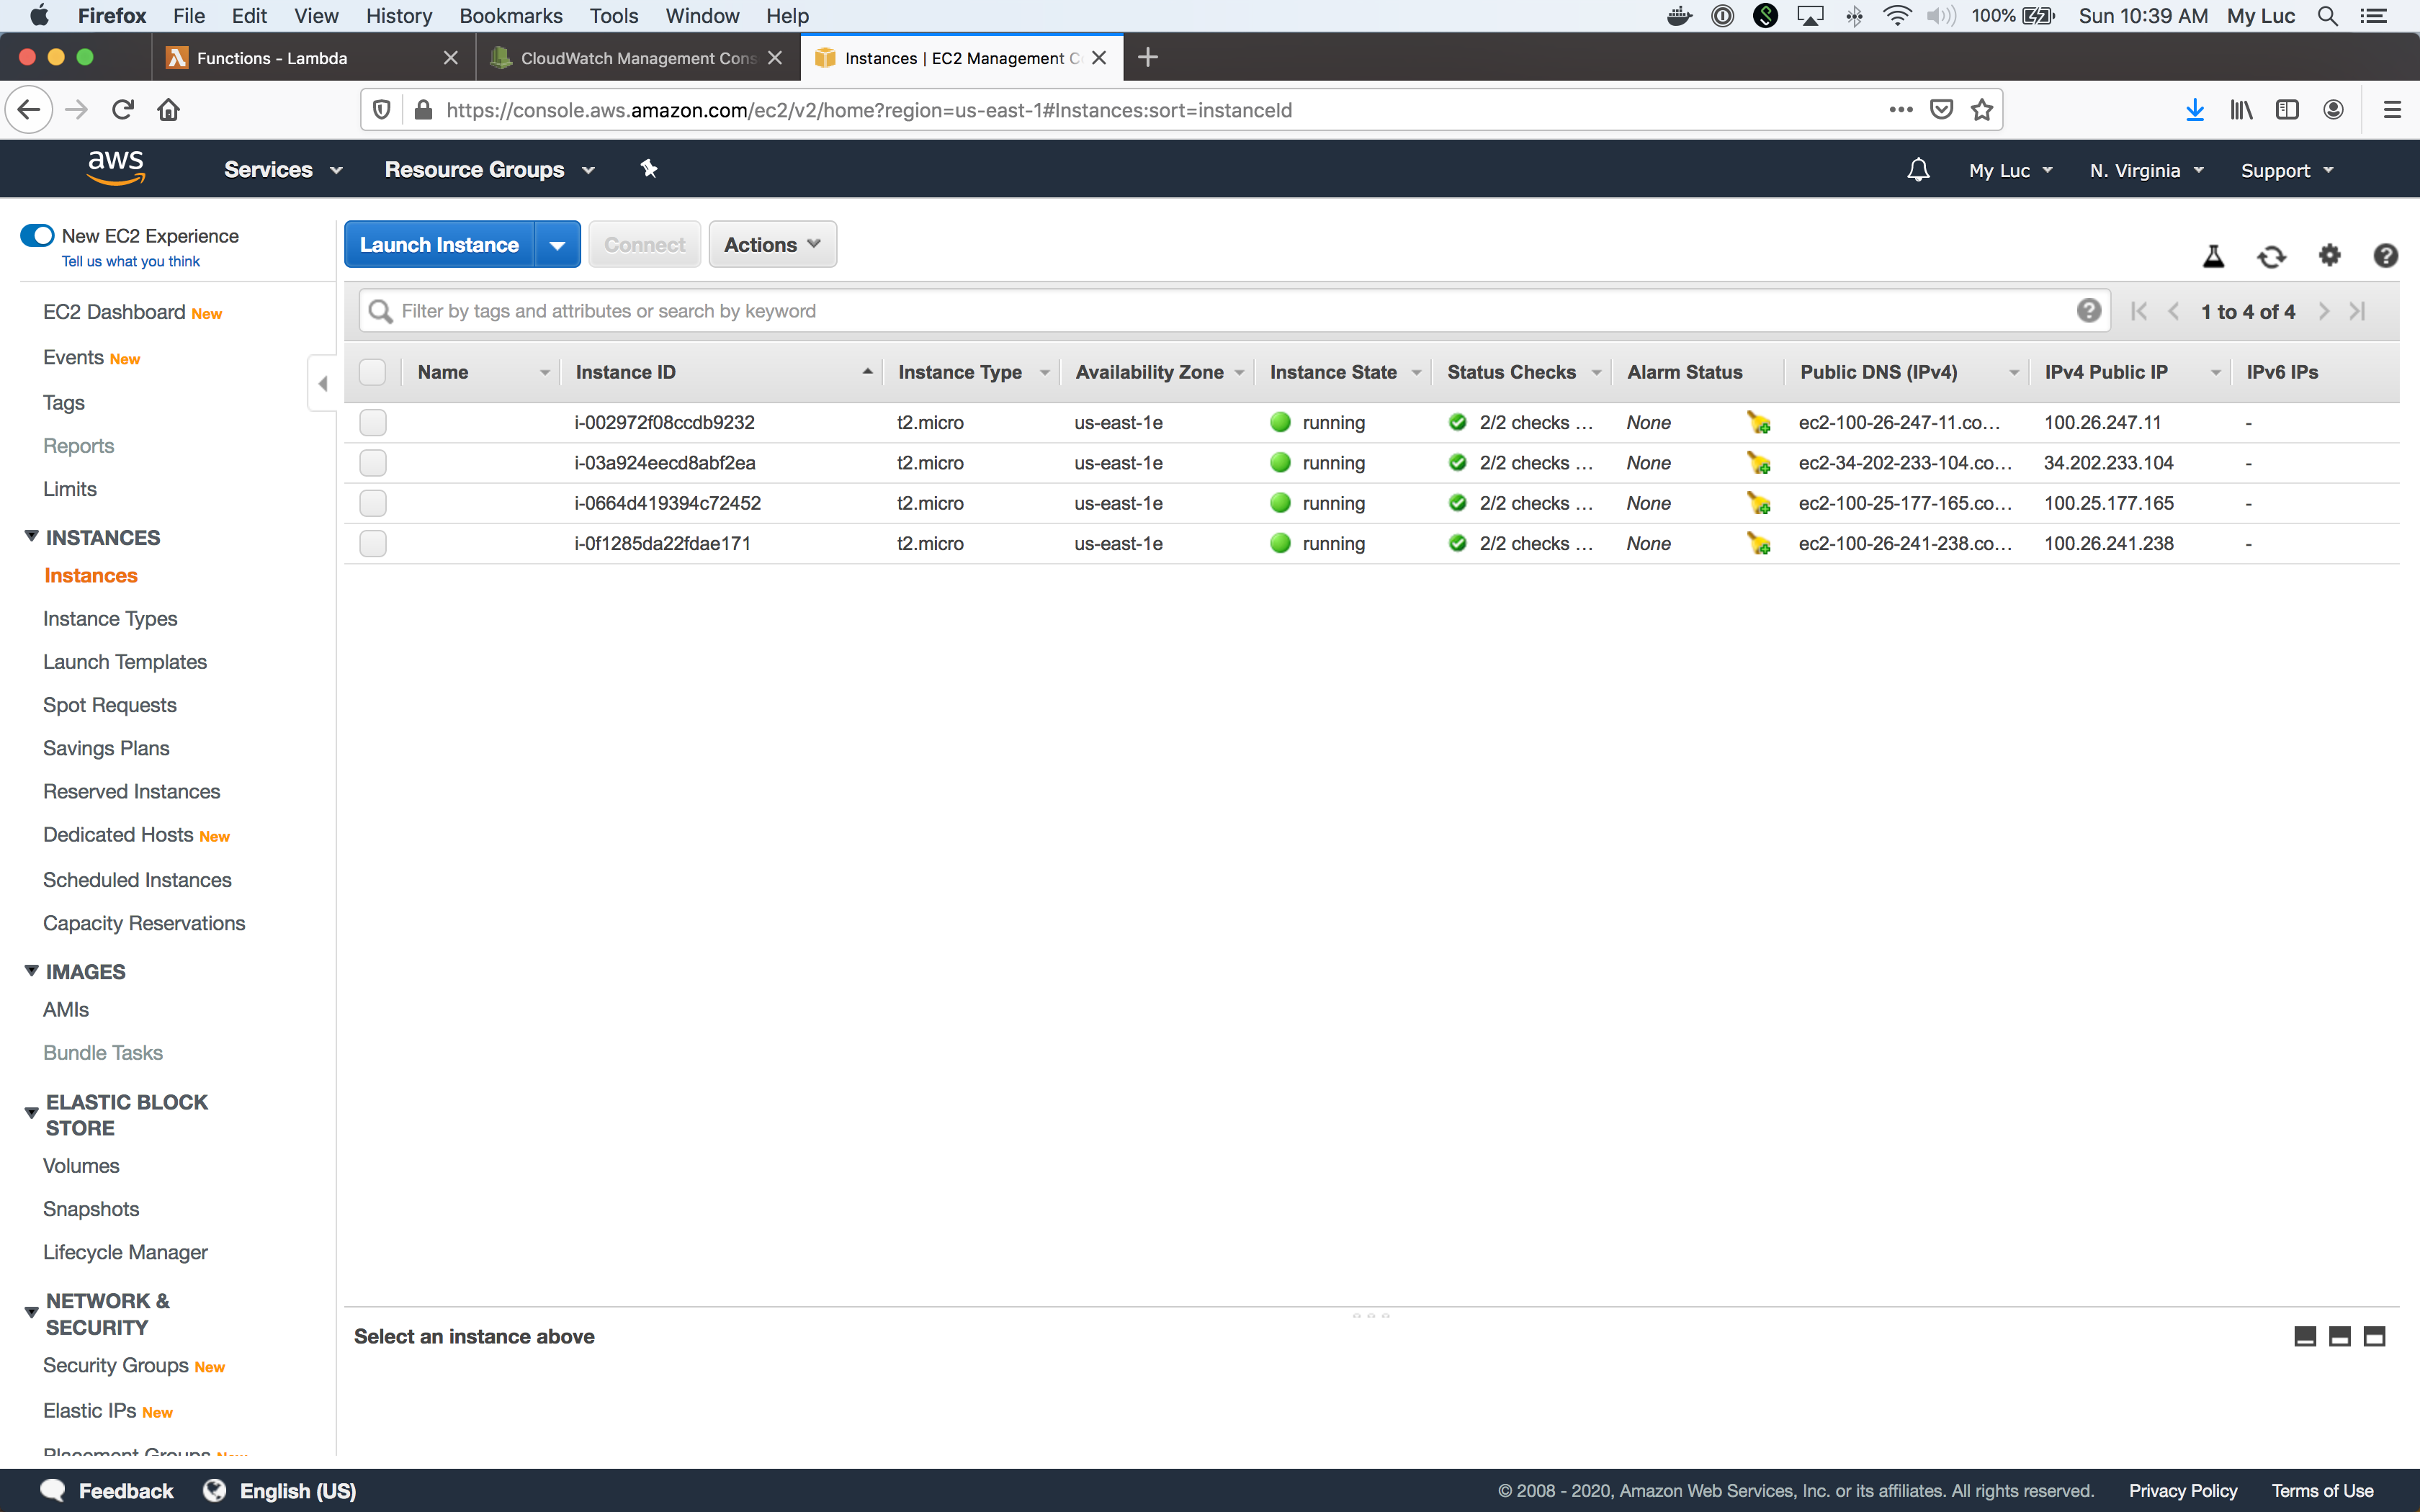 Firefox File Edit View History Bookmarks Tools Window Help 100% Sun 10:39 AM My Luc
Functions - Lambda CloudWatch Management Cons Instances | EC2 Management C
https://console.aws.amazon.com/ec2/v2/home?region=us-east-1#Instances:sort=instanceId
aws Services Resource Groups My Luc N. Virginia Support
New EC2 Experience
Tell us what you think
Launch Instance Connect Actions
EC2 Dashboard New
Events New
Tags
Reports
Limits
INSTANCES
Instances
Instance Types
Launch Templates
Spot Requests
Savings Plans
Reserved Instances
Dedicated Hosts New
Scheduled Instances
Capacity Reservations
IMAGES
AMIs
Bundle Tasks
ELASTIC BLOCK
STORE
Volumes
Snapshots
Lifecycle Manager
NETWORK &
SECURITY
Security Groups New
Elastic IPs New
Placement Groups New
Filter by tags and attributes or search by keyword 1 to 4 of 4
Name Instance ID Instance Type Availability Zone Instance State Status Checks Alarm Status Public DNS (IPv4) IPv4 Public IP IPv6 IPs
i-002972f08ccdb9232 t2.micro us-east-1e running 2/2 checks ... None ec2-100-26-247-11.co... 100.26.247.11 -
i-03a924eecd8abf2ea t2.micro us-east-1e running 2/2 checks ... None ec2-34-202-233-104.co... 34.202.233.104 -
i-0664d419394c72452 t2.micro us-east-1e running 2/2 checks ... None ec2-100-25-177-165.co... 100.25.177.165 -
i-0f1285da22fdae171 t2.micro us-east-1e running 2/2 checks ... None ec2-100-26-241-238.co... 100.26.241.238 -
Select an instance above
Feedback English (US) © 2008 - 2020, Amazon Web Services, Inc. or its affiliates. All rights reserved. Privacy Policy Terms of Use